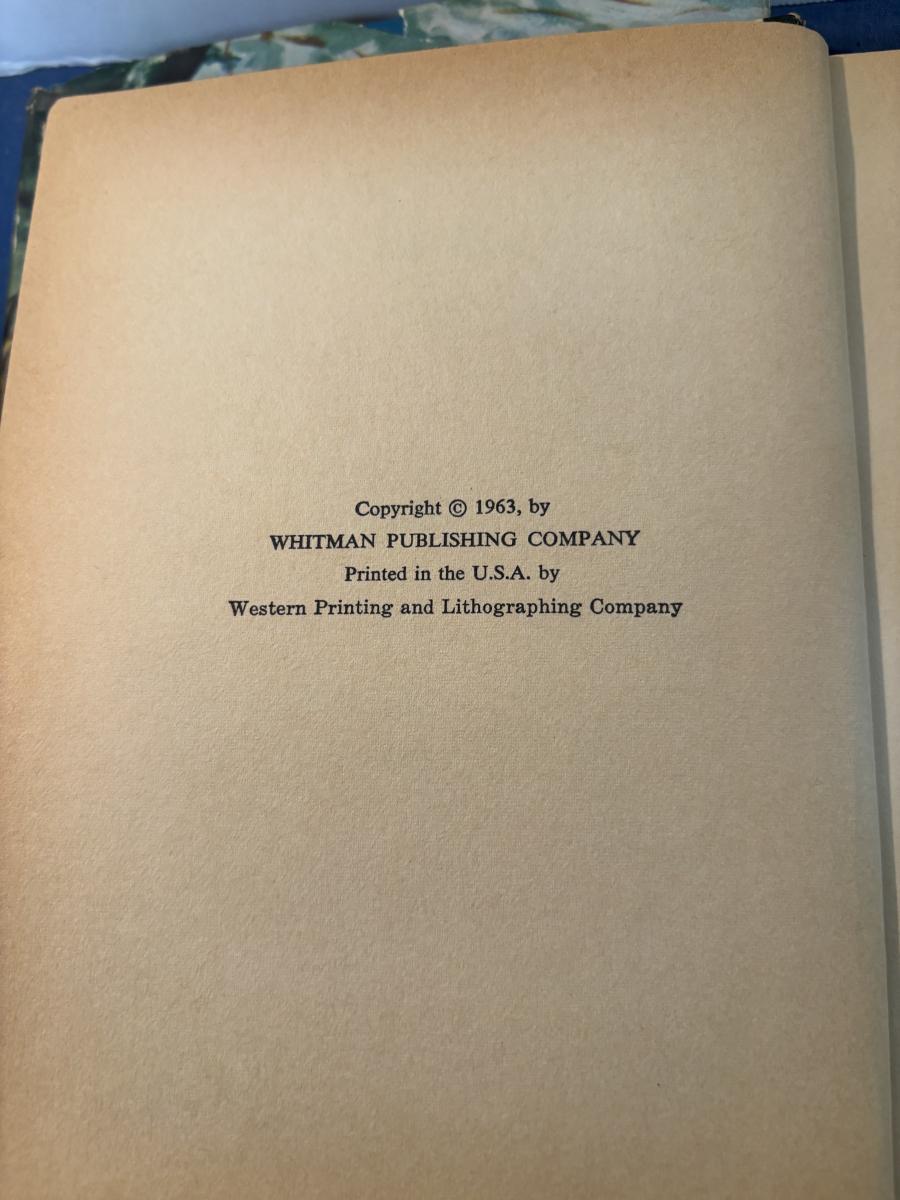 Copyright © 1963, by
WHITMAN PUBLISHING COMPANY
Printed in the U.S.A. by
Western Printing and Lithographing Company